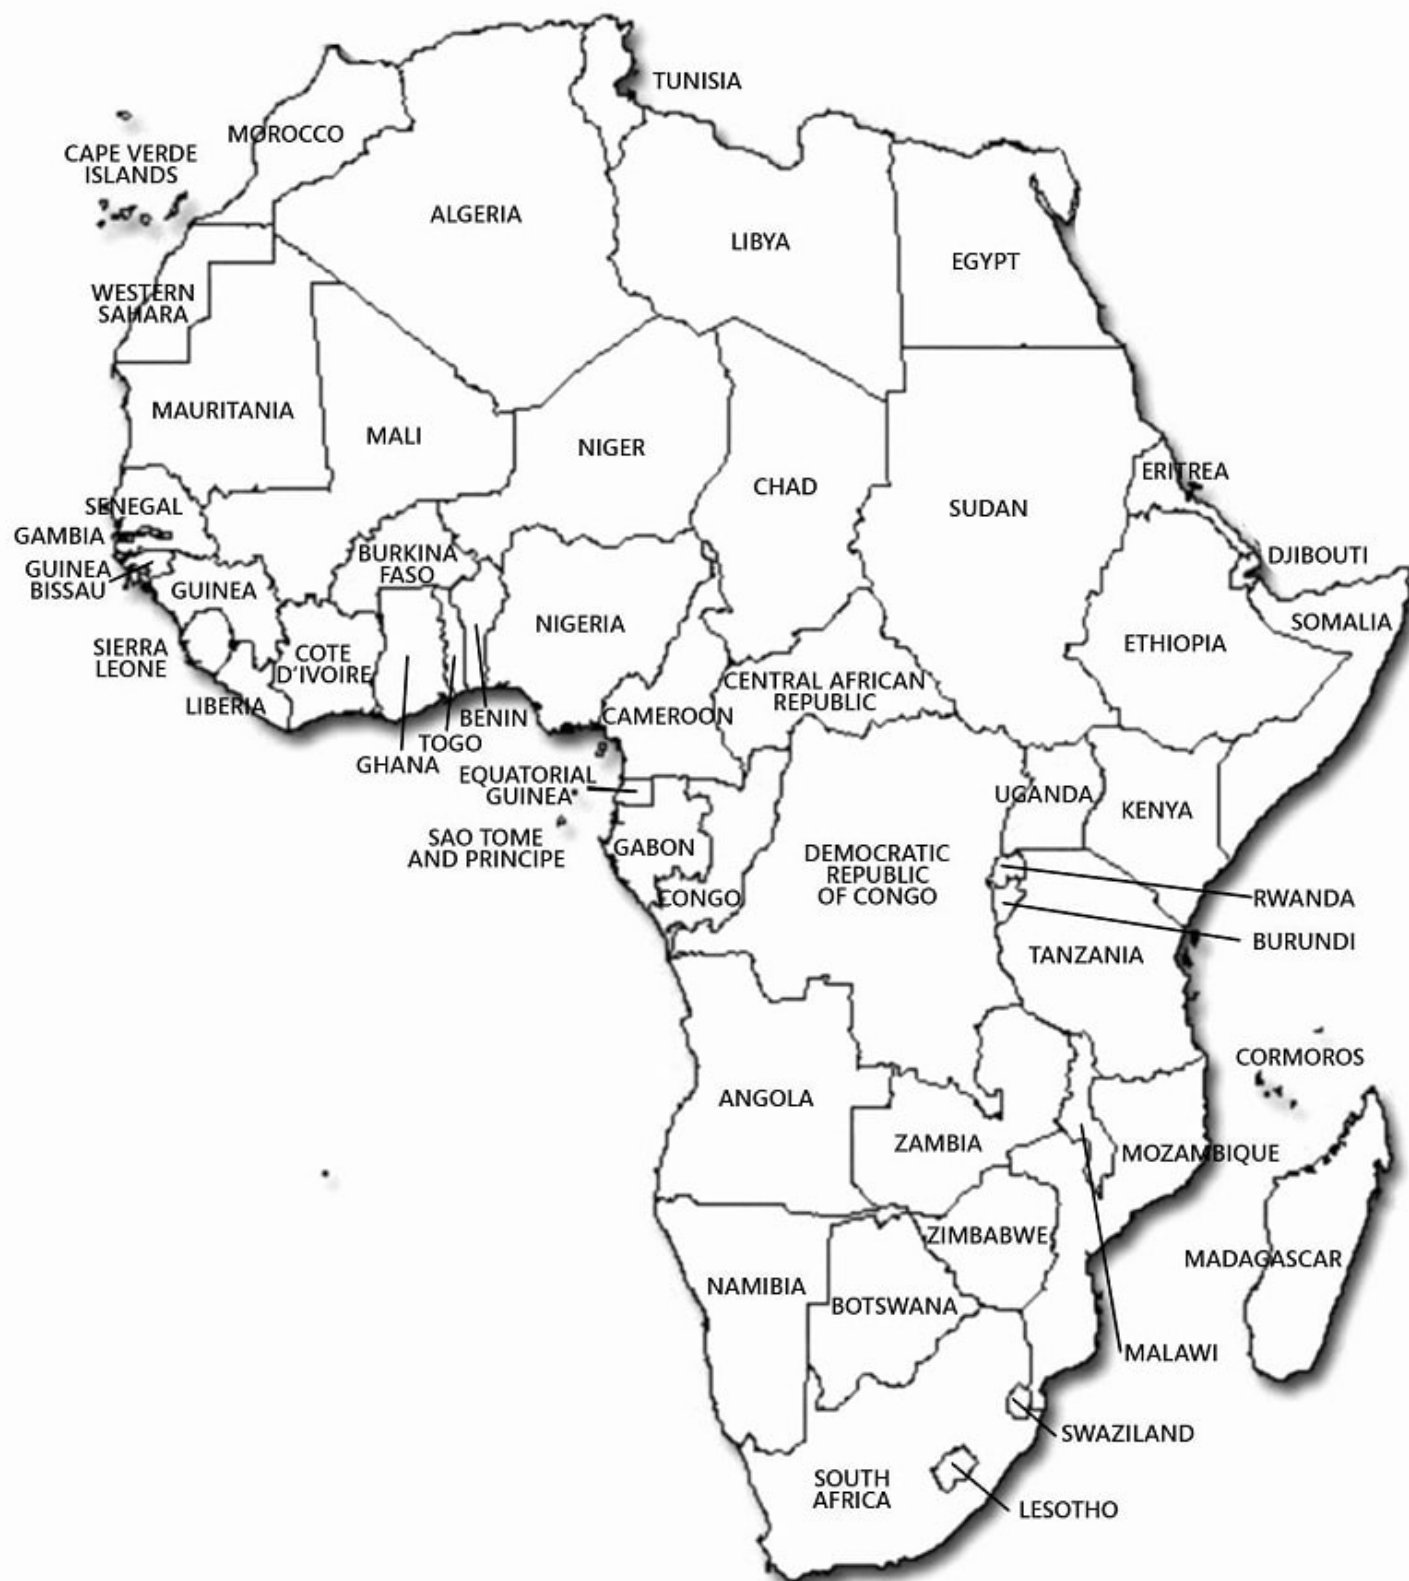 TUNISIA
MOROCCO
CAPE VERDE
ISLANDS
ALGERIA
LIBYA
EGYPT
WESTERN
SAHARA
MAURITANIA
MALI
NIGER
CHAD
SUDAN
ERITREA
SENEGAL
GAMBIA
GUINEA
BISSAU
GUINEA
BURKINA
FASO
DJIBOUTI
SOMALIA
ETHIOPIA
NIGERIA
SIERRA
LEONE
COTE
D'IVOIRE
LIBERIA
CENTRAL AFRICAN
REPUBLIC
CAMEROON
BENIN
TOGO
GHANA
EQUATORIAL
GUINEA
UGANDA
KENYA
SAO TOME
AND PRINCIPE
GABON
DEMOCRATIC
REPUBLIC
OF CONGO
CONGO
RWANDA
BURUNDI
TANZANIA
CORMOROS
ANGOLA
ZAMBIA
MOZAMBIQUE
ZIMBABWE
MADAGASCAR
NAMIBIA
BOTSWANA
MALAWI
SWAZILAND
SOUTH
AFRICA
LESOTHO